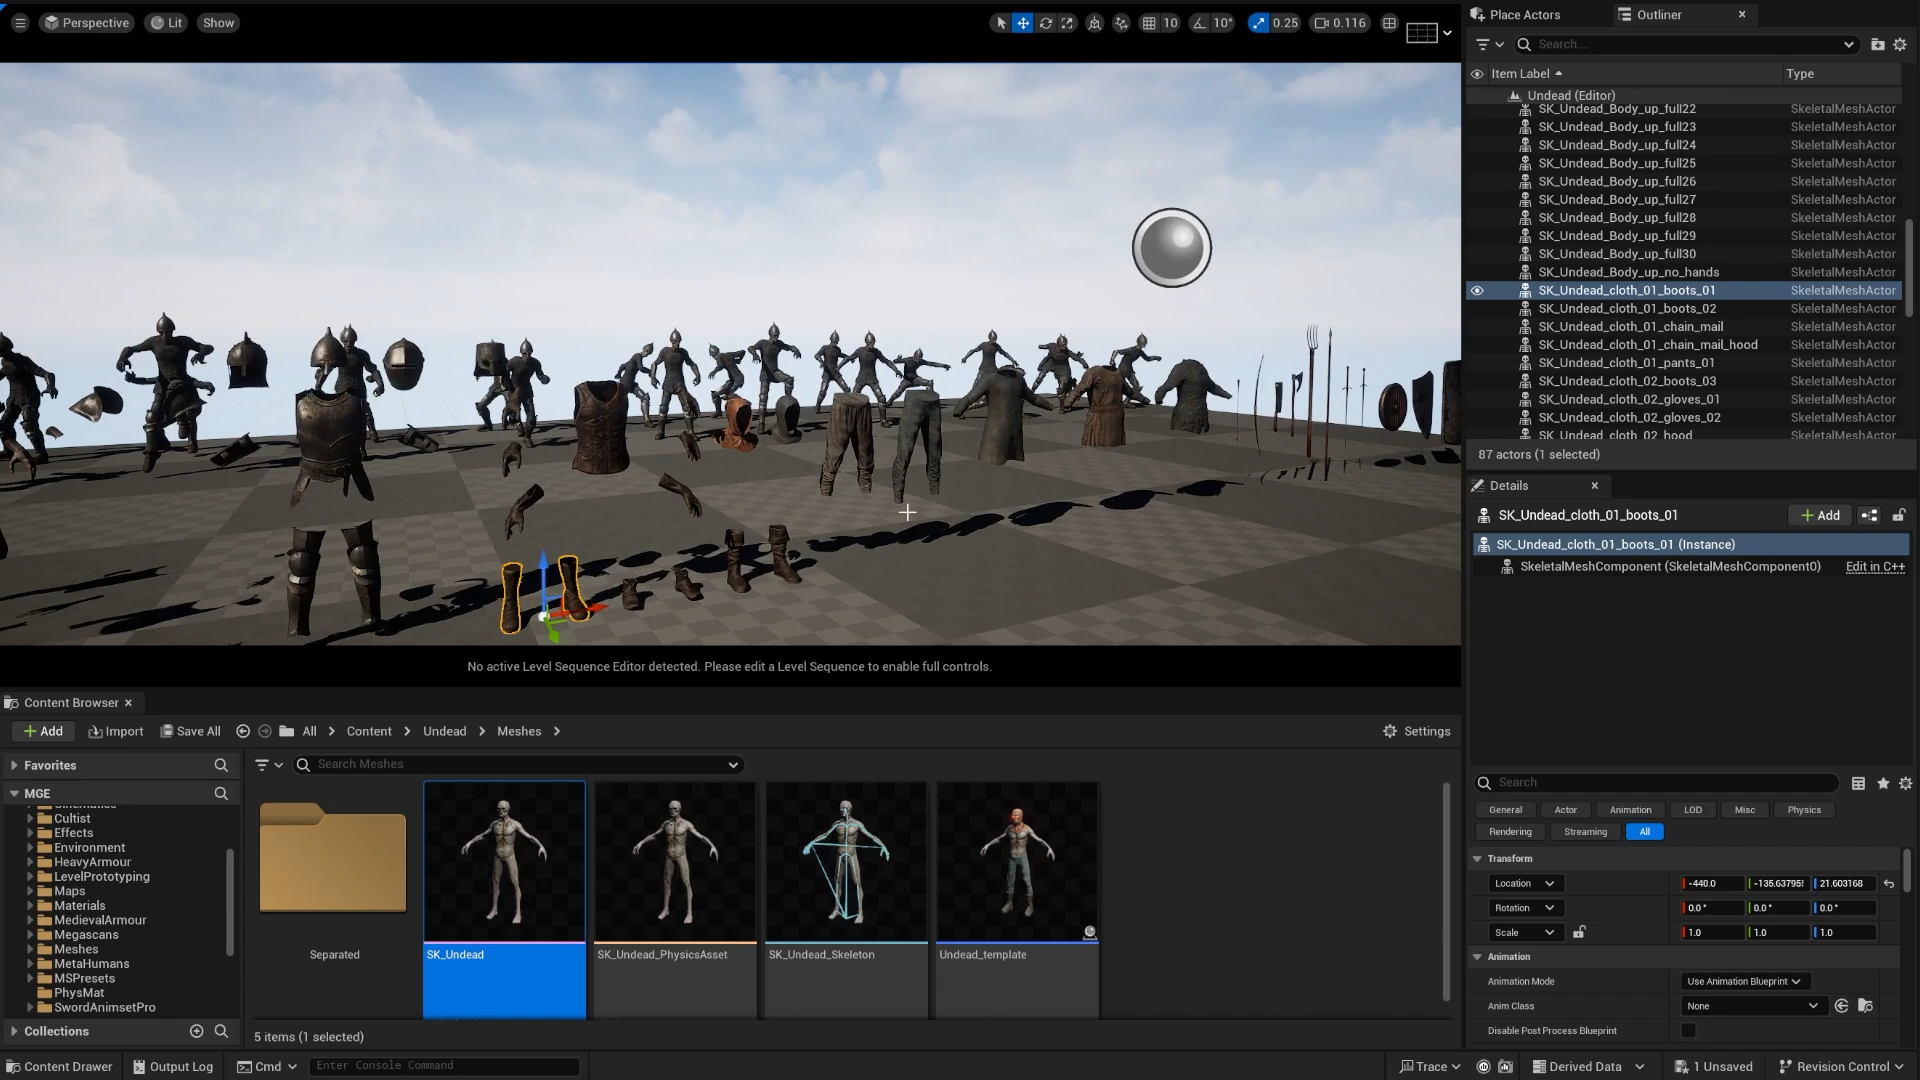 Perspective Lit Show 10 10° 0.25 0.116
No active Level Sequence Editor detected. Please edit a Level Sequence to enable full controls.
Place Actors Outliner
Search...
Item Label Type
Undead (Editor)
SK_Undead_Body_up_full22 SkeletalMeshActor
SK_Undead_Body_up_full23 SkeletalMeshActor
SK_Undead_Body_up_full24 SkeletalMeshActor
SK_Undead_Body_up_full25 SkeletalMeshActor
SK_Undead_Body_up_full26 SkeletalMeshActor
SK_Undead_Body_up_full27 SkeletalMeshActor
SK_Undead_Body_up_full28 SkeletalMeshActor
SK_Undead_Body_up_full29 SkeletalMeshActor
SK_Undead_Body_up_full30 SkeletalMeshActor
SK_Undead_Body_up_no_hands SkeletalMeshActor
SK_Undead_cloth_01_boots_01 SkeletalMeshActor
SK_Undead_cloth_01_boots_02 SkeletalMeshActor
SK_Undead_cloth_01_chain_mail SkeletalMeshActor
SK_Undead_cloth_01_chain_mail_hood SkeletalMeshActor
SK_Undead_cloth_01_pants_01 SkeletalMeshActor
SK_Undead_cloth_02_boots_03 SkeletalMeshActor
SK_Undead_cloth_02_gloves_01 SkeletalMeshActor
SK_Undead_cloth_02_gloves_02 SkeletalMeshActor
SK_Undead_cloth_02_hood SkeletalMeshActor
87 actors (1 selected)
Details
SK_Undead_cloth_01_boots_01 Add
SK_Undead_cloth_01_boots_01 (Instance)
SkeletalMeshComponent (SkeletalMeshComponent0) Edit in C++
Search
General Actor Animation LOD Misc Physics
Rendering Streaming All
Transform
Location -440.0 -135.63795 21.603168
Rotation 0.0° 0.0° 0.0°
Scale 1.0 1.0 1.0
Animation
Animation Mode Use Animation Blueprint
Anim Class None
Disable Post Process Blueprint
Content Browser
Add Import Save All All Content Undead Meshes Settings
Favorites
MGE
Cinematics
Cultist
Effects
Environment
HeavyArmour
LevelPrototyping
Maps
Materials
MedievalArmour
Megascans
Meshes
MetaHumans
MSPresets
PhysMat
SwordAnimsetPro
Collections
Search Meshes
Separated
SK_Undead
SK_Undead_PhysicsAsset
SK_Undead_Skeleton
Undead_template
5 items (1 selected)
Content Drawer Output Log Cmd Enter Console Command Trace Derived Data 1 Unsaved Revision Control